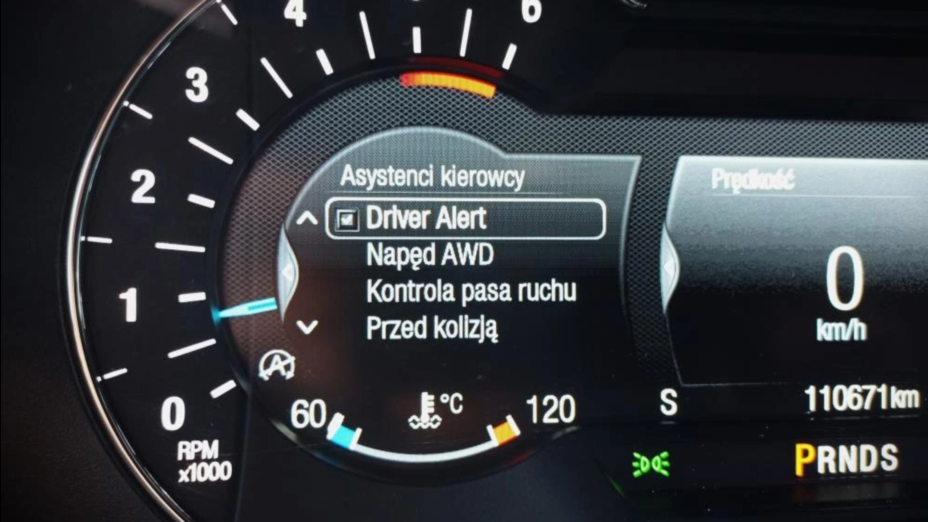 4
6
3
2
1
0
RPM
x1000
Asystenci kierowcy
Driver Alert
Napęd AWD
Kontrola pasa ruchu
Przed kolizją
A
60
°C
120
Prędkość
0
km/h
S
110671km
PRNDS